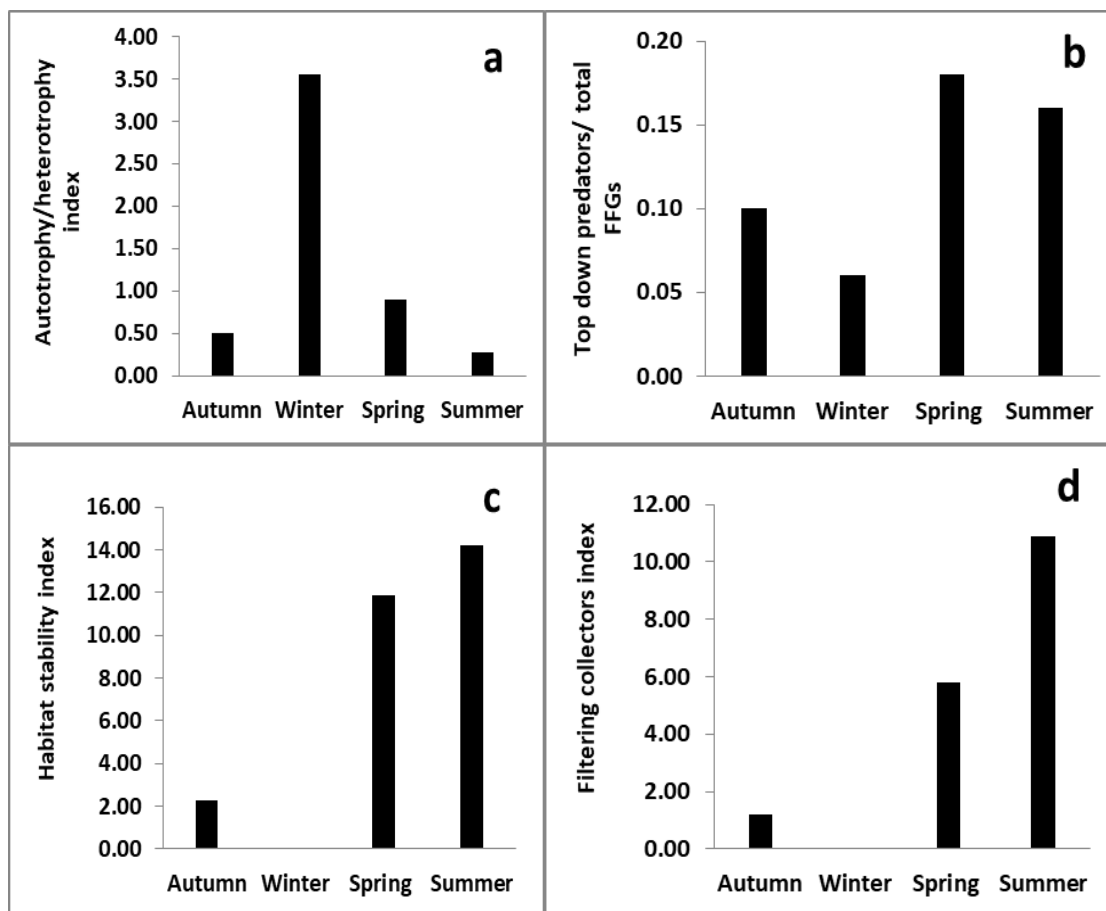 a
Autotrophy/heterotrophy
index
4.00
3.50
3.00
2.50
2.00
1.50
1.00
0.50
0.00
Autumn Winter Spring Summer
b
Top down predators/ total
FFGs
0.20
0.15
0.10
0.05
0.00
Autumn Winter Spring Summer
c
Habitat stability index
16.00
14.00
12.00
10.00
8.00
6.00
4.00
2.00
0.00
Autumn Winter Spring Summer
d
Filtering collectors index
12.00
10.00
8.00
6.00
4.00
2.00
0.00
Autumn Winter Spring Summer